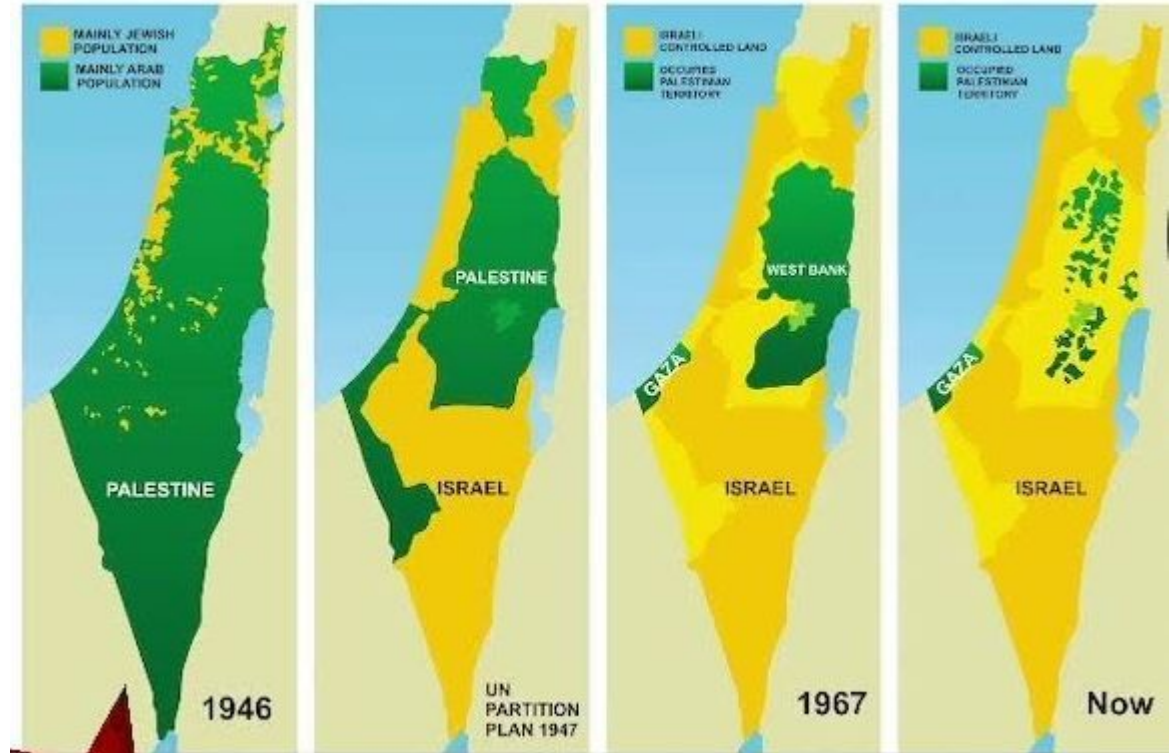 MAINLY JEWISH
POPULATION
MAINLY ARAB
POPULATION
PALESTINE
1946
PALESTINE
ISRAEL
UN
PARTITION
PLAN 1947
ISRAELI
CONTROLLED LAND
OCCUPIED
PALESTINIAN
TERRITORY
WEST BANK
GAZA
ISRAEL
1967
ISRAELI
CONTROLLED LAND
OCCUPIED
PALESTINIAN
TERRITORY
GAZA
ISRAEL
Now